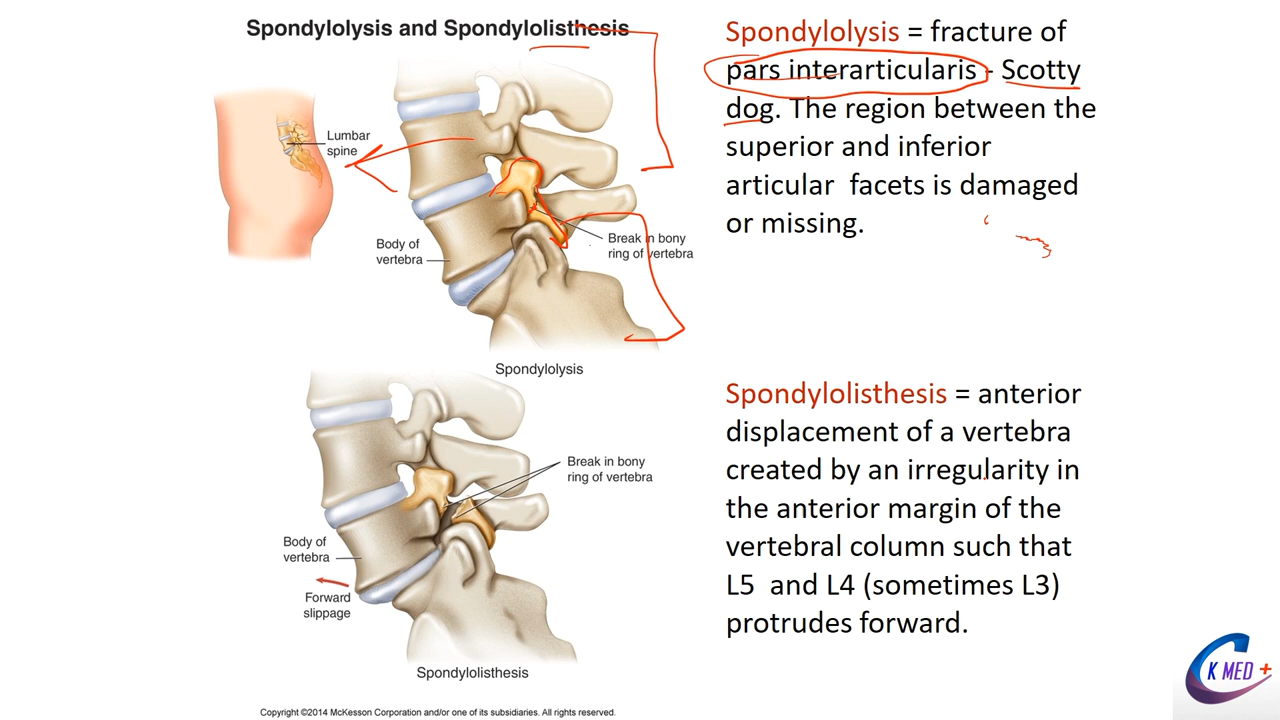 Spondylolysis and Spondylolisthesis
Lumbar
spine
Body of
vertebra
Break in bony
ring of vertebra
Spondylolysis
Break in bony
ring of vertebra
Body of
vertebra
Forward
slippage
Spondylolisthesis
Copyright ©2014 McKesson Corporation and/or one of its subsidiaries. All rights reserved.
Spondylolysis = fracture of
pars interarticularis - Scotty
dog. The region between the
superior and inferior
articular facets is damaged
or missing.
Spondylolisthesis = anterior
displacement of a vertebra
created by an irregularity in
the anterior margin of the
vertebral column such that
L5 and L4 (sometimes L3)
protrudes forward.
K MED +